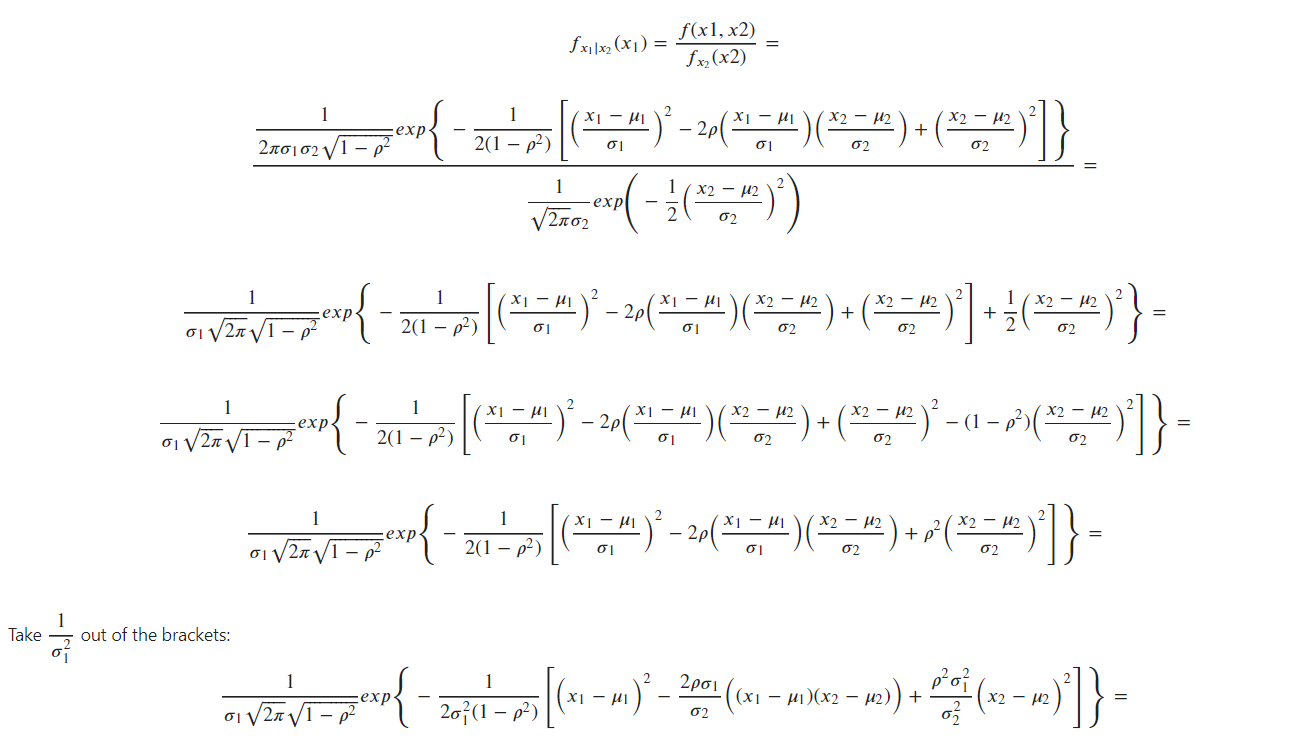 $f_{x_1|x_2}(x_1) = \frac{f(x1, x2)}{f_{x_2}(x2)} =$
$\frac{\frac{1}{2\pi\sigma_1\sigma_2\sqrt{1-\rho^2}} exp\left\{-\frac{1}{2(1-\rho^2)}\left[\left(\frac{x_1-\mu_1}{\sigma_1}\right)^2 - 2\rho\left(\frac{x_1-\mu_1}{\sigma_1}\right)\left(\frac{x_2-\mu_2}{\sigma_2}\right) + \left(\frac{x_2-\mu_2}{\sigma_2}\right)^2\right]\right\}}{\frac{1}{\sqrt{2\pi}\sigma_2} exp\left(-\frac{1}{2}\left(\frac{x_2-\mu_2}{\sigma_2}\right)^2\right)} =$
$\frac{1}{\sigma_1\sqrt{2\pi}\sqrt{1-\rho^2}} exp\left\{-\frac{1}{2(1-\rho^2)}\left[\left(\frac{x_1-\mu_1}{\sigma_1}\right)^2 - 2\rho\left(\frac{x_1-\mu_1}{\sigma_1}\right)\left(\frac{x_2-\mu_2}{\sigma_2}\right) + \left(\frac{x_2-\mu_2}{\sigma_2}\right)^2\right] + \frac{1}{2}\left(\frac{x_2-\mu_2}{\sigma_2}\right)^2\right\} =$
$\frac{1}{\sigma_1\sqrt{2\pi}\sqrt{1-\rho^2}} exp\left\{-\frac{1}{2(1-\rho^2)}\left[\left(\frac{x_1-\mu_1}{\sigma_1}\right)^2 - 2\rho\left(\frac{x_1-\mu_1}{\sigma_1}\right)\left(\frac{x_2-\mu_2}{\sigma_2}\right) + \left(\frac{x_2-\mu_2}{\sigma_2}\right)^2 - (1-\rho^2)\left(\frac{x_2-\mu_2}{\sigma_2}\right)^2\right]\right\} =$
$\frac{1}{\sigma_1\sqrt{2\pi}\sqrt{1-\rho^2}} exp\left\{-\frac{1}{2(1-\rho^2)}\left[\left(\frac{x_1-\mu_1}{\sigma_1}\right)^2 - 2\rho\left(\frac{x_1-\mu_1}{\sigma_1}\right)\left(\frac{x_2-\mu_2}{\sigma_2}\right) + \rho^2\left(\frac{x_2-\mu_2}{\sigma_2}\right)^2\right]\right\} =$
Take $\frac{1}{\sigma_1^2}$ out of the brackets:
$\frac{1}{\sigma_1\sqrt{2\pi}\sqrt{1-\rho^2}} exp\left\{-\frac{1}{2\sigma_1^2(1-\rho^2)}\left[\left(x_1-\mu_1\right)^2 - \frac{2\rho\sigma_1}{\sigma_2}\left((x_1-\mu_1)(x_2-\mu_2)\right) + \frac{\rho^2\sigma_1^2}{\sigma_2^2}\left(x_2-\mu_2\right)^2\right]\right\} =$